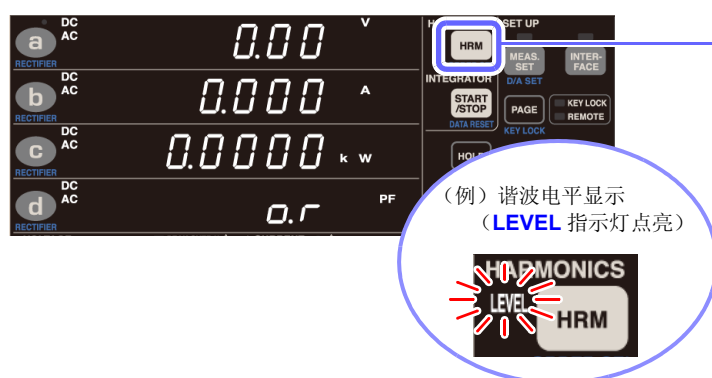 DC
AC
a
RECTIFIER
0.00
V
DC
AC
b
RECTIFIER
0.000
A
DC
AC
c
RECTIFIER
0.0000
k W
DC
AC
d
RECTIFIER
o.r
PF
SET UP
HRM
MEAS.
SET
D/A SET
INTER-
FACE
INTEGRATOR
START
/STOP
DATA RESET
PAGE
KEY LOCK
KEY LOCK
REMOTE
（例）谐波电平显示
（LEVEL 指示灯点亮）
HARMONICS
LEVEL
HRM